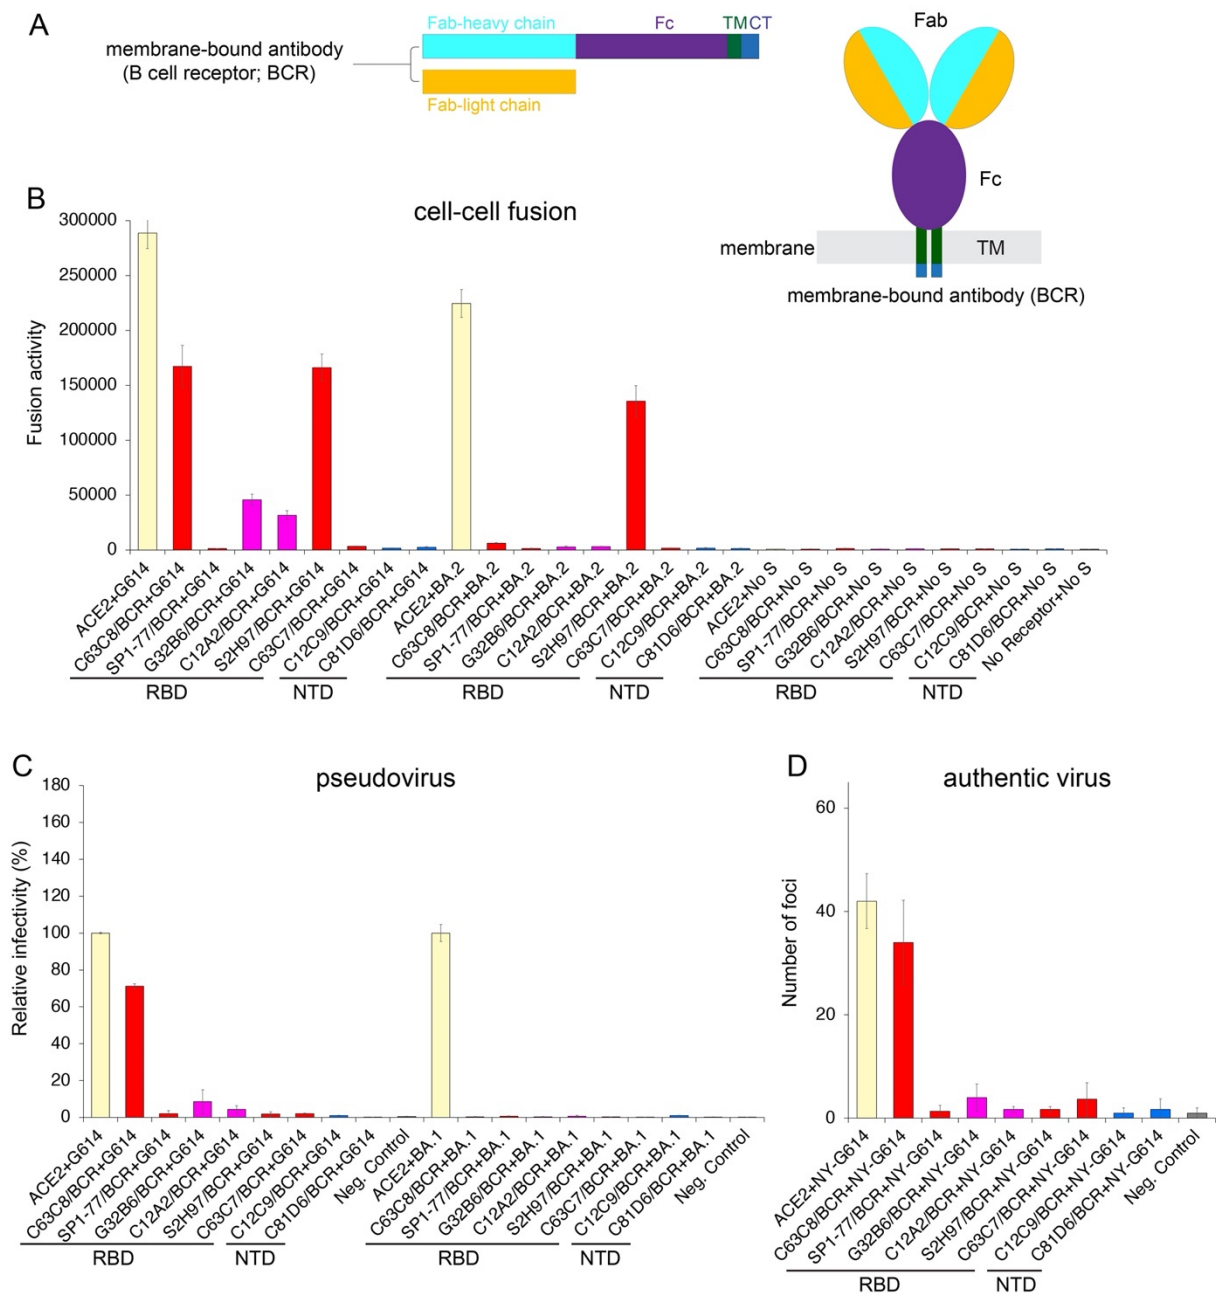 A
membrane-bound antibody
(B cell receptor; BCR)
Fab-heavy chain
Fc
TM
CT
Fab-light chain
Fab
Fc
membrane
TM
membrane-bound antibody (BCR)
B
cell-cell fusion
Fusion activity
300000
250000
200000
150000
100000
50000
0
ACE2+G614
C63C8/BCR+G614
SP1-77/BCR+G614
G32B6/BCR+G614
C12A2/BCR+G614
S2H97/BCR+G614
C63C7/BCR+G614
C12C9/BCR+G614
C81D6/BCR+G614
ACE2+BA.2
C63C8/BCR+BA.2
SP1-77/BCR+BA.2
G32B6/BCR+BA.2
C12A2/BCR+BA.2
S2H97/BCR+BA.2
C63C7/BCR+BA.2
C12C9/BCR+BA.2
C81D6/BCR+BA.2
ACE2+No S
C63C8/BCR+No S
SP1-77/BCR+No S
G32B6/BCR+No S
C12A2/BCR+No S
S2H97/BCR+No S
C63C7/BCR+No S
C12C9/BCR+No S
C81D6/BCR+No S
No Receptor+No S
RBD
NTD
RBD
NTD
RBD
NTD
C
pseudovirus
Relative infectivity (%)
180
160
140
120
100
80
60
40
20
0
ACE2+G614
C63C8/BCR+G614
SP1-77/BCR+G614
G32B6/BCR+G614
C12A2/BCR+G614
S2H97/BCR+G614
C63C7/BCR+G614
C12C9/BCR+G614
C81D6/BCR+G614
Neg. Control
ACE2+BA.1
C63C8/BCR+BA.1
SP1-77/BCR+BA.1
G32B6/BCR+BA.1
C12A2/BCR+BA.1
S2H97/BCR+BA.1
C63C7/BCR+BA.1
C12C9/BCR+BA.1
C81D6/BCR+BA.1
Neg. Control
RBD
NTD
RBD
NTD
D
authentic virus
Number of foci
60
40
20
0
ACE2+NY-G614
C63C8/BCR+NY-G614
SP1-77/BCR+NY-G614
G32B6/BCR+NY-G614
C12A2/BCR+NY-G614
S2H97/BCR+NY-G614
C63C7/BCR+NY-G614
C12C9/BCR+NY-G614
C81D6/BCR+NY-G614
Neg. Control
RBD
NTD